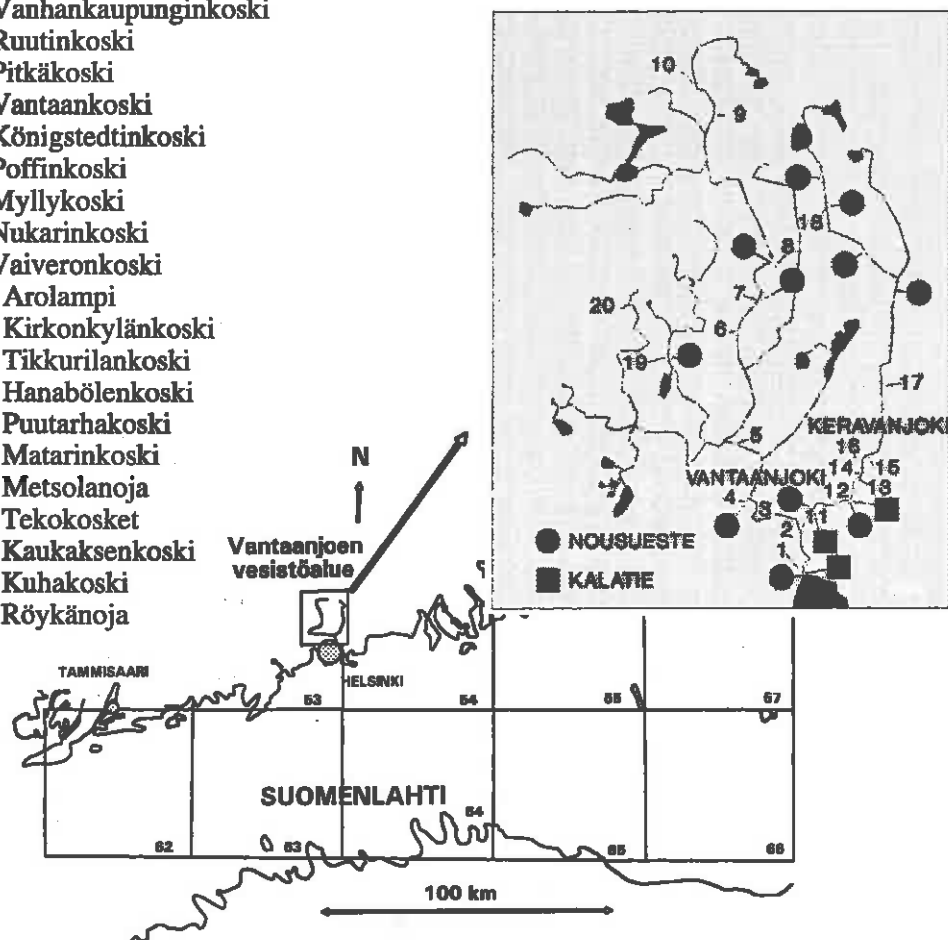 Vanhankaupunginkoski
Ruutinkoski
Pitkäkoski
Vantaankoski
Königstedtinkoski
Poffinkoski
Myllykoski
Nukarinkoski
Vaiveronkoski
Arolampi
Kirkonkylänkoski
Tikkurilankoski
Hanabölenkoski
Puutarhakoski
Matarinkoski
Metsolanoja
Tekokosket
Kaukaksenkoski
Kuhakoski
Röykänoja
10
9
18
8
7
20
6
19
17
5
KERAVANJOKI
16
VANTAANJOKI
14
15
4
12
13
3
11
2
1
NOUSUESTE
KALATIE
N
Vantaanjoen
vesistöalue
TAMMISAARI
HELSINKI
53
54
55
57
SUOMENLAHTI
64
62
63
65
66
100 km